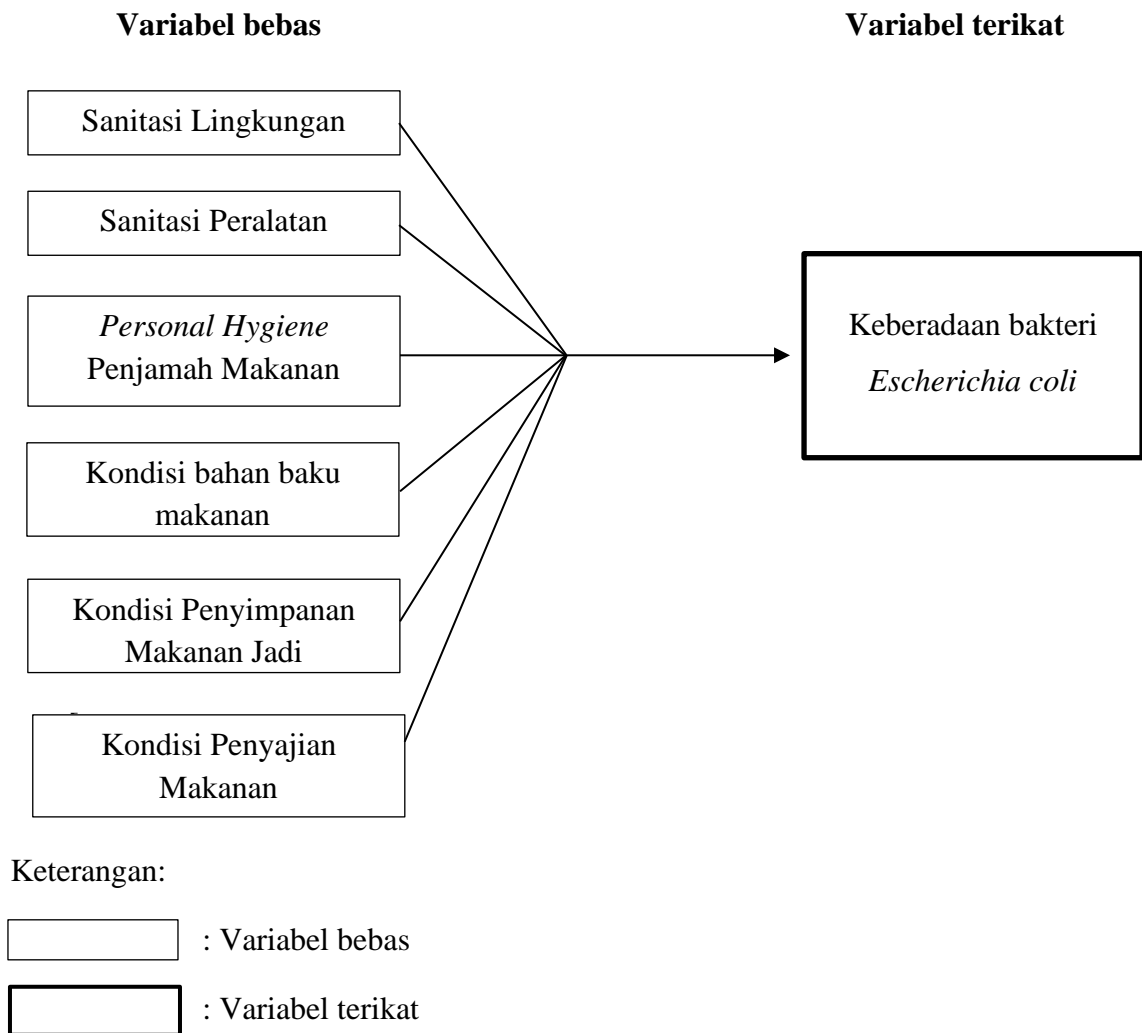 Variabel bebas
Variabel terikat
Sanitasi Lingkungan
Sanitasi Peralatan
Personal Hygiene
Penjamah Makanan
Kondisi bahan baku
makanan
Kondisi Penyimpanan
Makanan Jadi
Kondisi Penyajian
Makanan
Keberadaan bakteri
Escherichia coli
Keterangan:
: Variabel bebas
: Variabel terikat